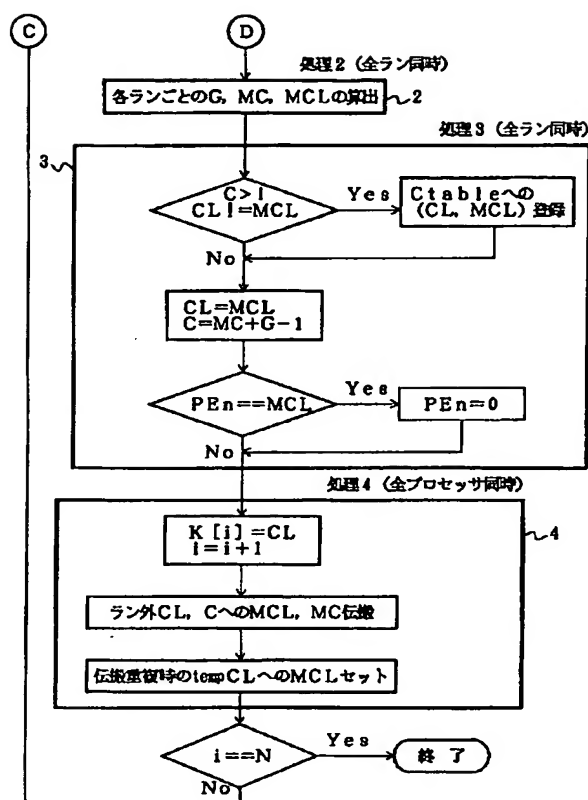 C
D
処理2 (全ラン同時)
各ランごとのG, MC, MCLの算出
2
処理3 (全ラン同時)
3
C>1
CL!=MCL
Yes
Ctableへの
(CL, MCL) 登録
No
CL=MCL
C=MC+G-1
PEn==MCL
Yes
PEn=0
No
処理4 (全プロセッサ同時)
K [i]=CL
i=i+1
4
ラン外CL, CへのMCL, MC伝搬
伝搬重複時のtempCLへのMCLセット
i==N
Yes
終了
No